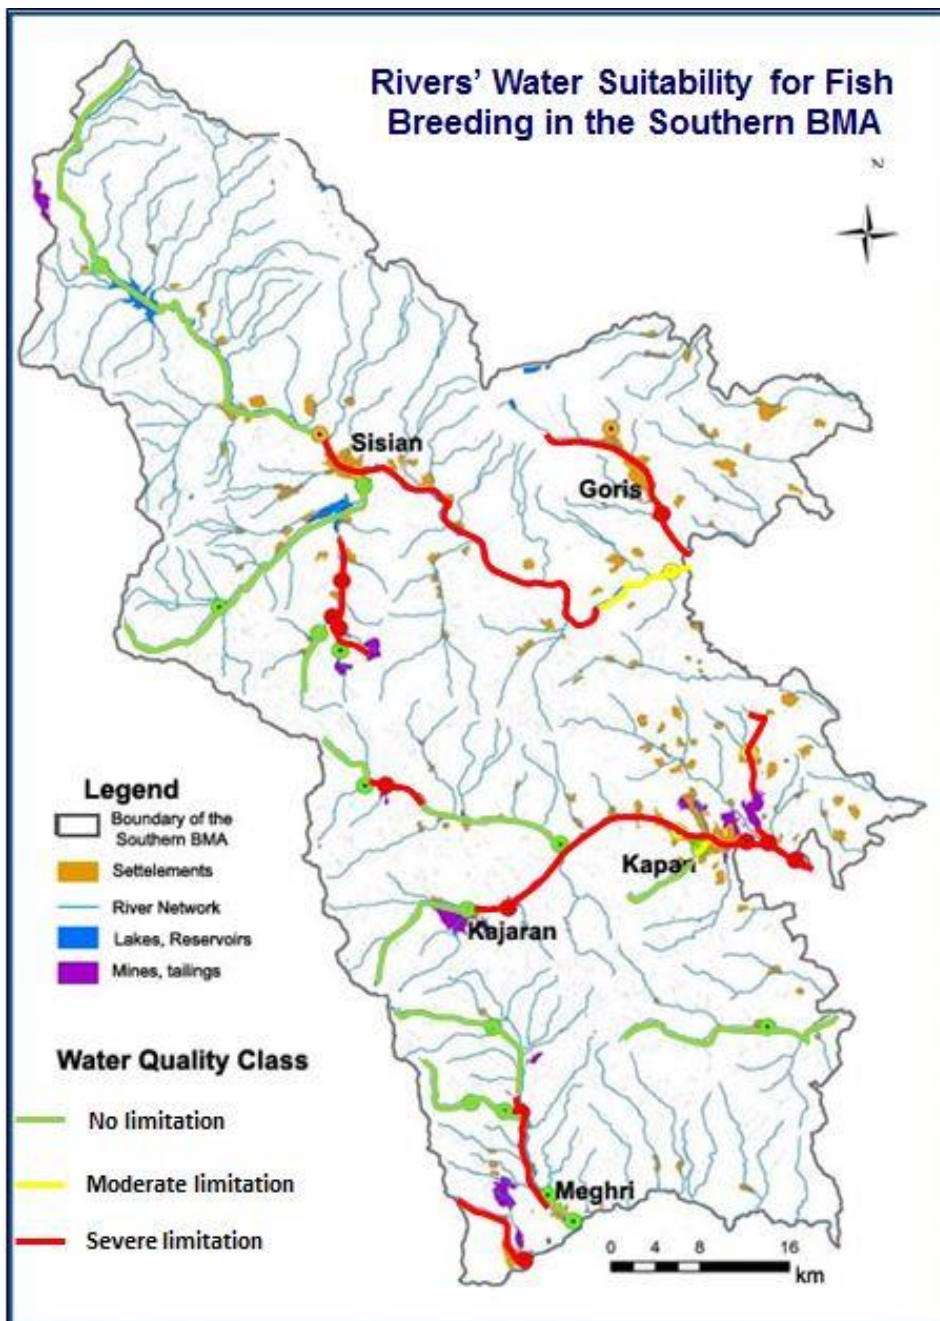 Rivers' Water Suitability for Fish
Breeding in the Southern BMA
Sisian
Goris
Legend
Boundary of the
Southern BMA
Settelements
River Network
Lakes, Reservoirs
Mines, tailings
Kapan
Kajaran
Water Quality Class
No limitation
Moderate limitation
Severe limitation
Meghri
0 4 8 16
km